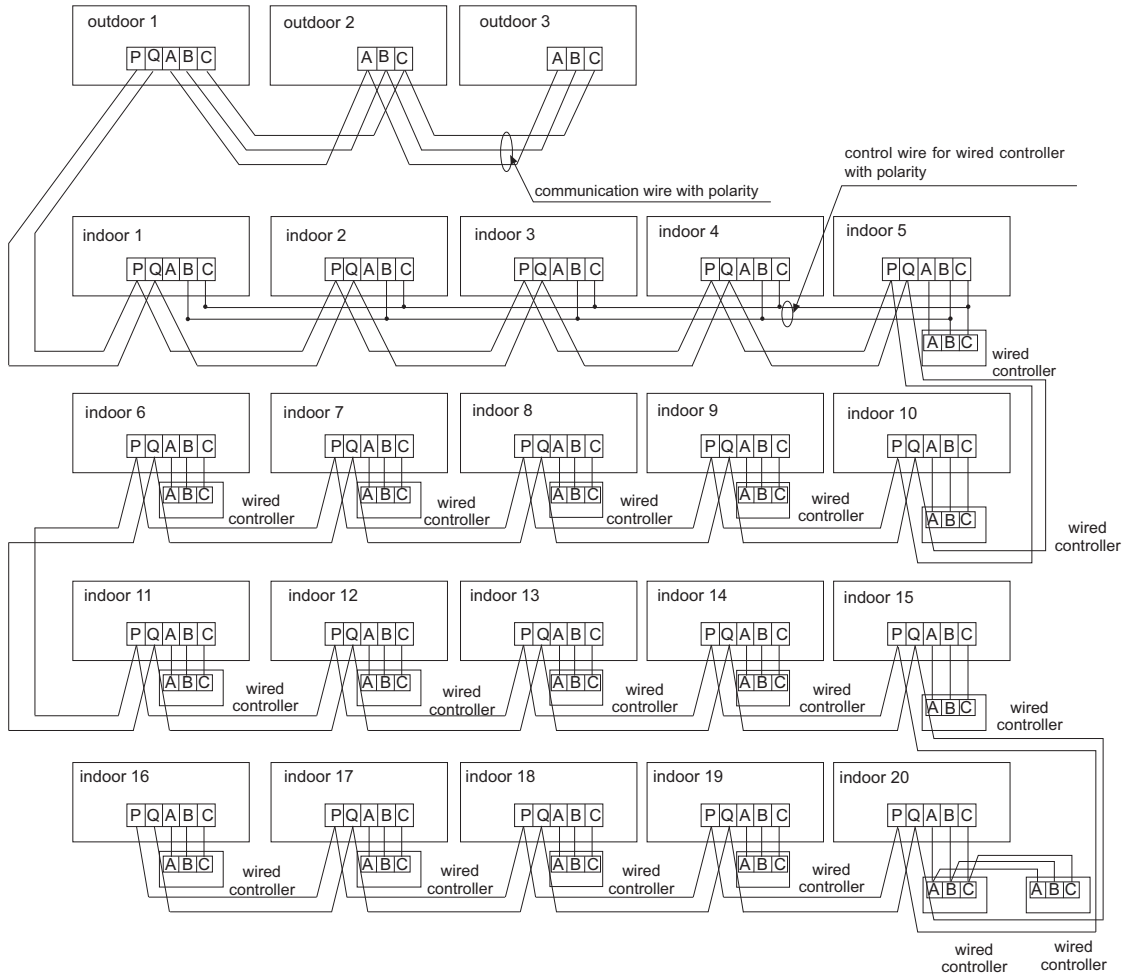 outdoor 1
P Q A B C
outdoor 2
A B C
outdoor 3
A B C
control wire for wired controller
with polarity
communication wire with polarity
indoor 1
P Q A B C
indoor 2
P Q A B C
indoor 3
P Q A B C
indoor 4
P Q A B C
indoor 5
P Q A B C
A B C
wired
controller
indoor 6
P Q A B C
A B C
wired
controller
indoor 7
P Q A B C
A B C
wired
controller
indoor 8
P Q A B C
A B C
wired
controller
indoor 9
P Q A B C
A B C
wired
controller
indoor 10
P Q A B C
A B C
wired
controller
indoor 11
P Q A B C
A B C
wired
controller
indoor 12
P Q A B C
A B C
wired
controller
indoor 13
P Q A B C
A B C
wired
controller
indoor 14
P Q A B C
A B C
wired
controller
indoor 15
P Q A B C
A B C
wired
controller
indoor 16
P Q A B C
A B C
wired
controller
indoor 17
P Q A B C
A B C
wired
controller
indoor 18
P Q A B C
A B C
wired
controller
indoor 19
P Q A B C
A B C
wired
controller
indoor 20
P Q A B C
A B C
wired
controller
A B C
wired
controller